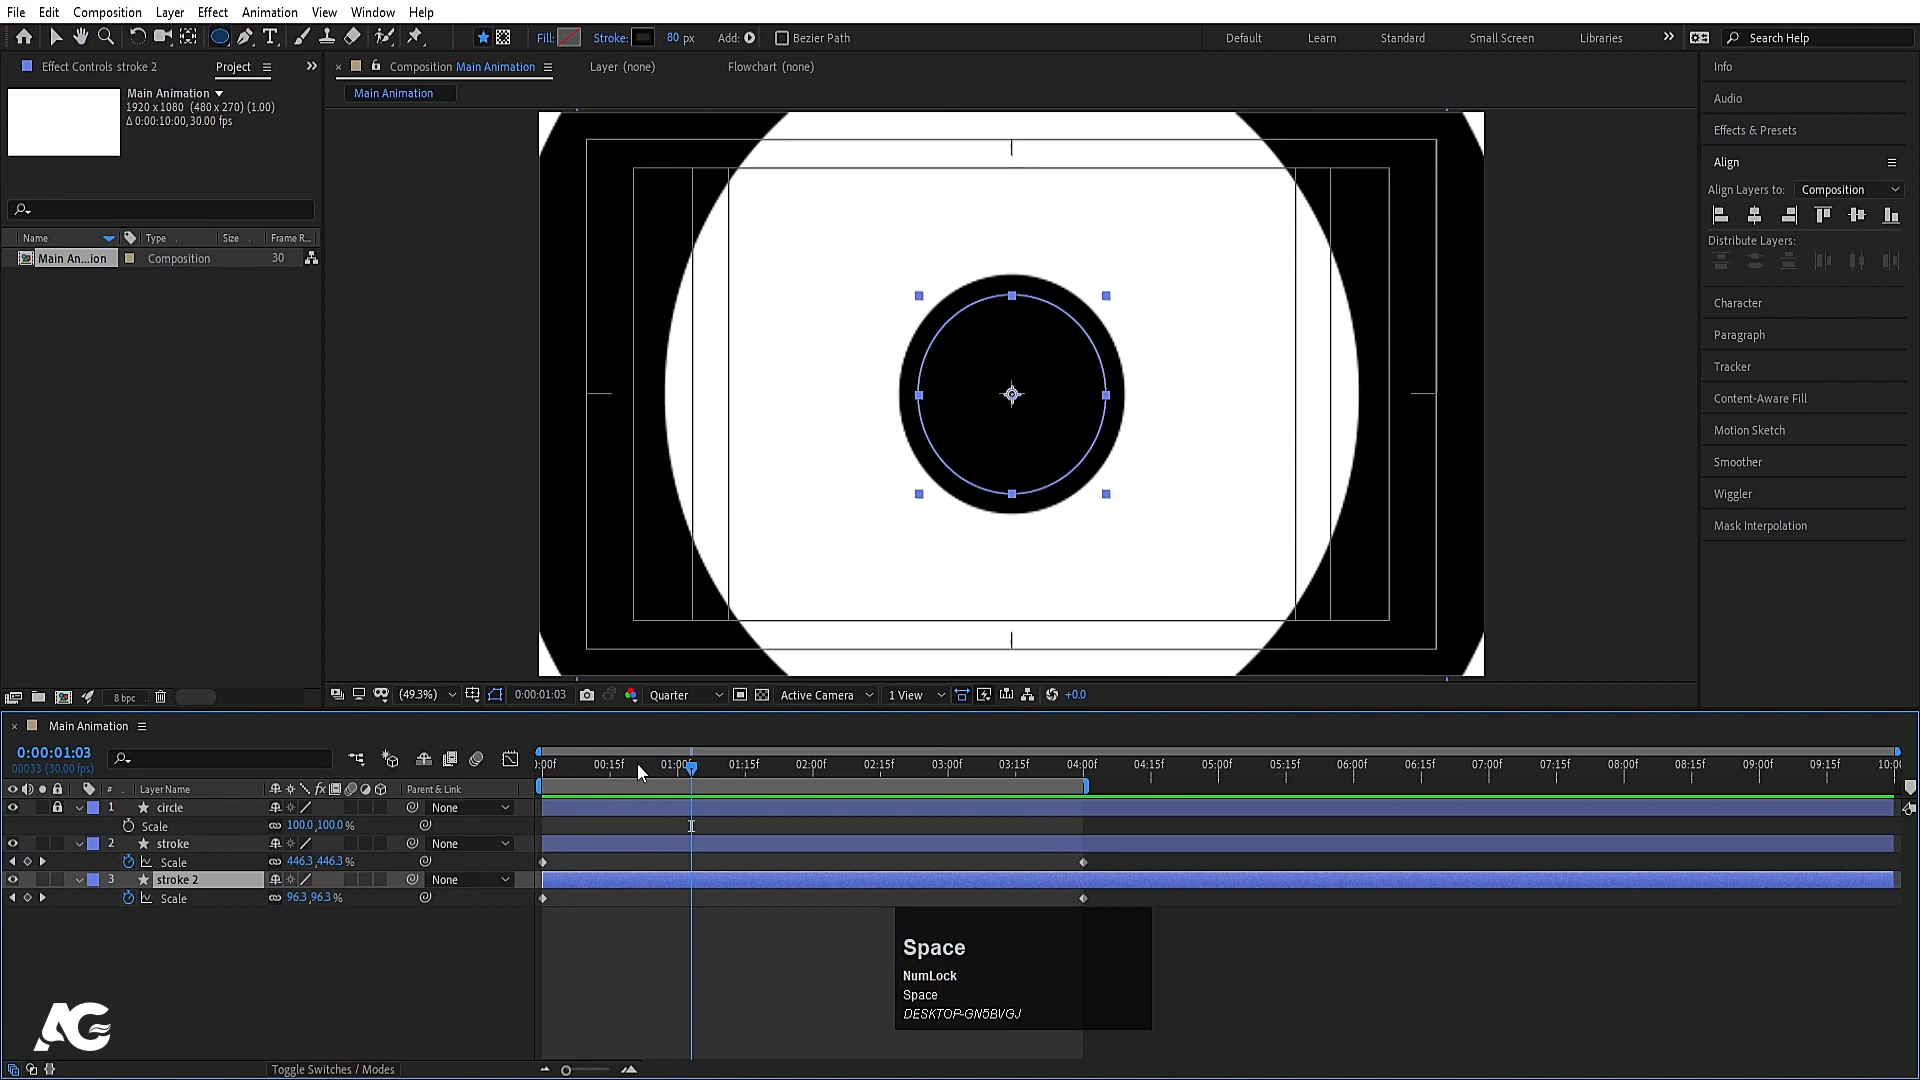 File Edit Composition Layer Effect Animation View Window Help
Fill: Stroke: 80 px Add: Bezier Path Default Learn Standard Small Screen Libraries Search Help
Effect Controls stroke 2 Project Composition Main Animation Layer (none) Flowchart (none) Info
Main Animation
1920 x 1080 (480 x 270) (1.00)
Δ 0:00:10:00, 30.00 fps
Main Animation
Audio
Effects & Presets
Align
Align Layers to: Composition
Distribute Layers:
Name Type Size Frame R...
Main An...ion Composition 30
Character
Paragraph
Tracker
Content-Aware Fill
Motion Sketch
Smoother
Wiggler
Mask Interpolation
8 bpc (49.3%) 0:00:01:03 Quarter Active Camera 1 View +0.0
Main Animation
0:00:01:03
00033 (30.00 fps)
):00f 00:15f 01:00f 01:15f 02:00f 02:15f 03:00f 03:15f 04:00f 04:15f 05:00f 05:15f 06:00f 06:15f 07:00f 07:15f 08:00f 08:15f 09:00f 09:15f 10:00
# Layer Name fx Parent & Link
1 circle None
Scale 100.0,100.0 %
2 stroke None
Scale 446.3,446.3 %
3 stroke 2 None
Scale 96.3,96.3 %
Space
NumLock
Space
DESKTOP-GN5BVGJ
AG
Toggle Switches / Modes